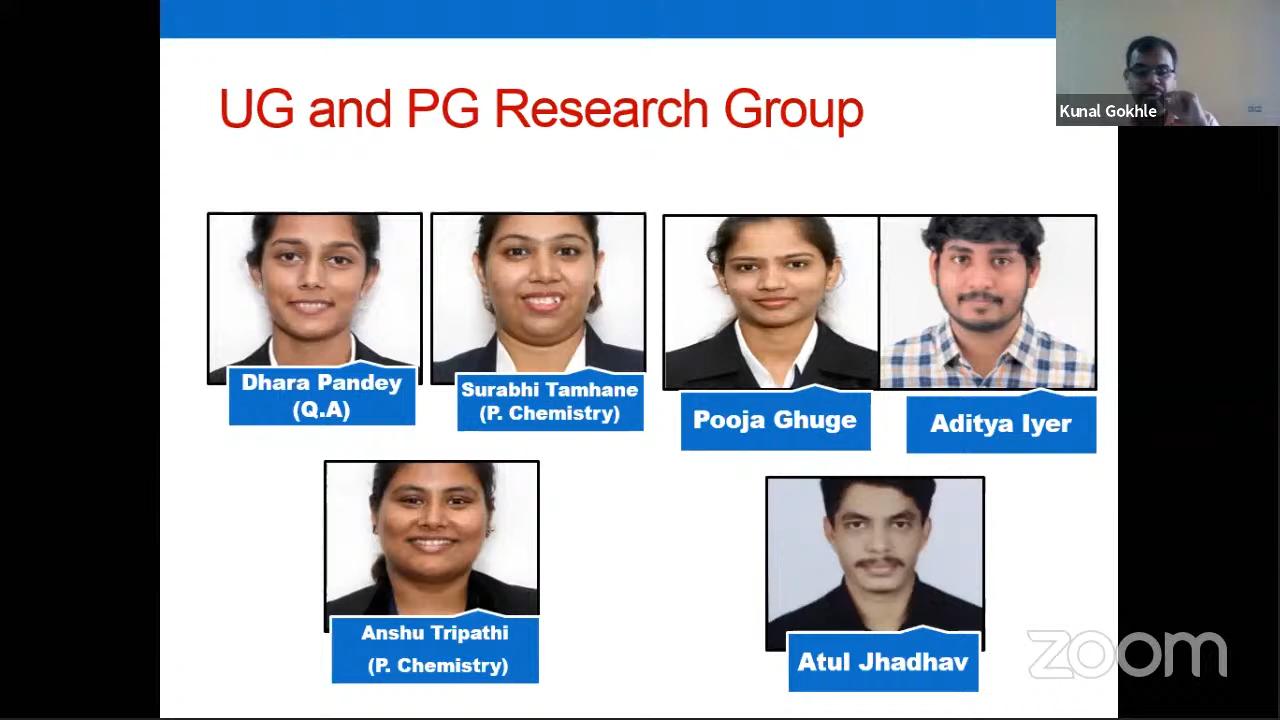 UG and PG Research Group
Kunal Gokhle
Dhara Pandey
(Q.A)
Surabhi Tamhane
(P. Chemistry)
Pooja Ghuge
Aditya Iyer
Anshu Tripathi
(P. Chemistry)
Atul Jhadhav
zoom